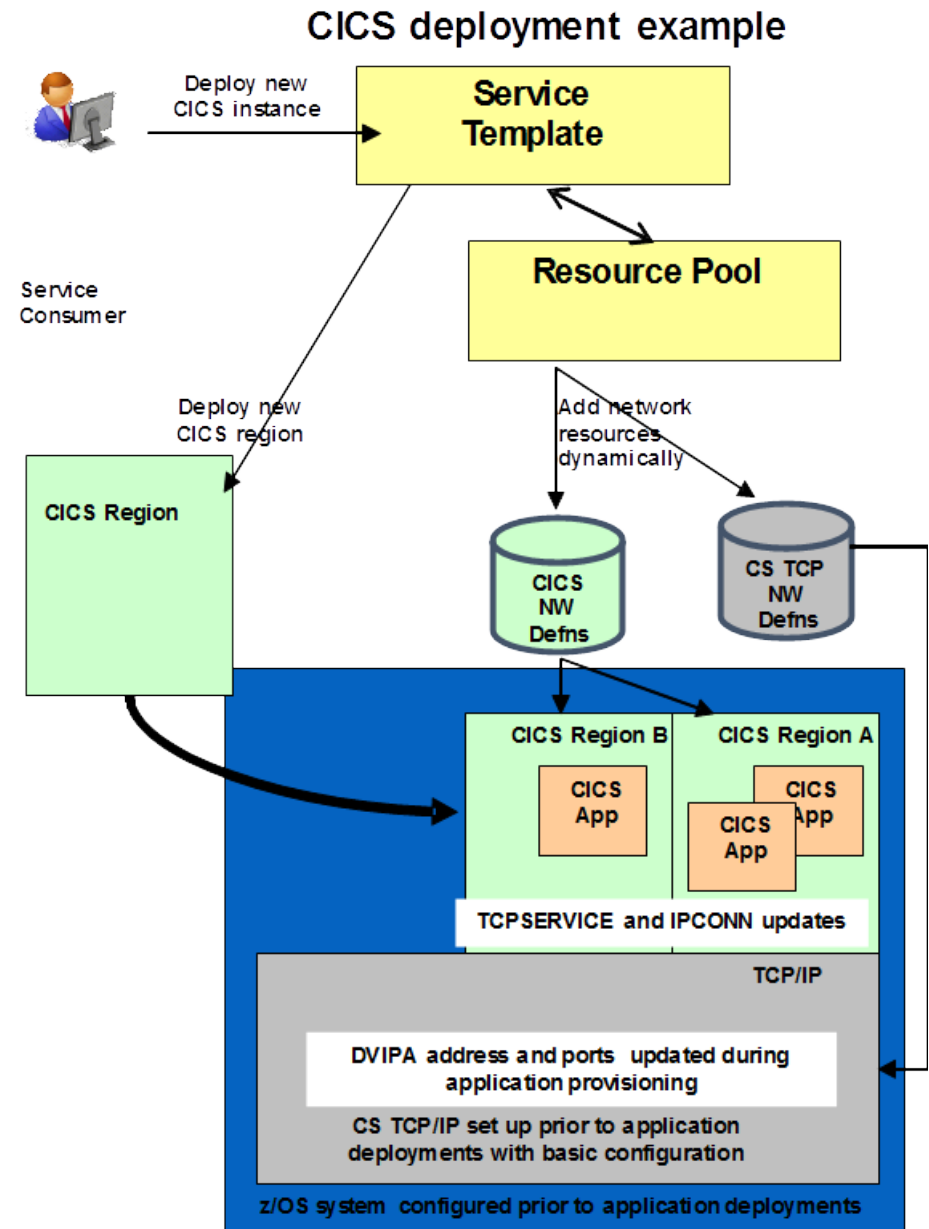 CICS deployment example
Deploy new
CICS instance
Service
Template
Resource Pool
Service
Consumer
Deploy new
CICS region
Add network
resources
dynamically
CICS Region
CICS
NW
Defns
CS TCP
NW
Defns
CICS Region B
CICS Region A
CICS
App
CICS
App
CICS
App
TCPSERVICE and IPCONN updates
TCP/IP
DVIPA address and ports updated during
application provisioning
CS TCP/IP set up prior to application
deployments with basic configuration
z/OS system configured prior to application deployments